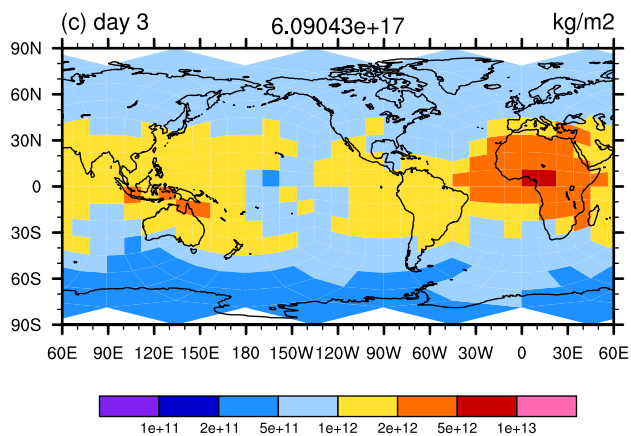 (c) day 3 6.09043e+17 kg/m2
90N
60N
30N
0
30S
60S
90S
60E 90E 120E 150E 180 150W 120W 90W 60W 30W 0 30E 60E
1e+11 2e+11 5e+11 1e+12 2e+12 5e+12 1e+13